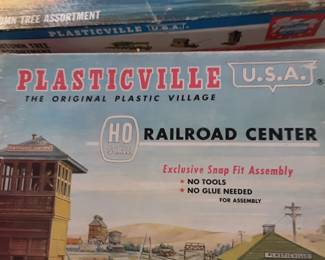 TREE ASSORTMENT
PLASTICVILLE U.S.A. ®
THE ORIGINAL PLASTIC VILLAGE
HO RAILROAD CENTER
Exclusive Snap Fit Assembly
• NO TOOLS
• NO GLUE NEEDED
FOR ASSEMBLY
PLASTICVILLE